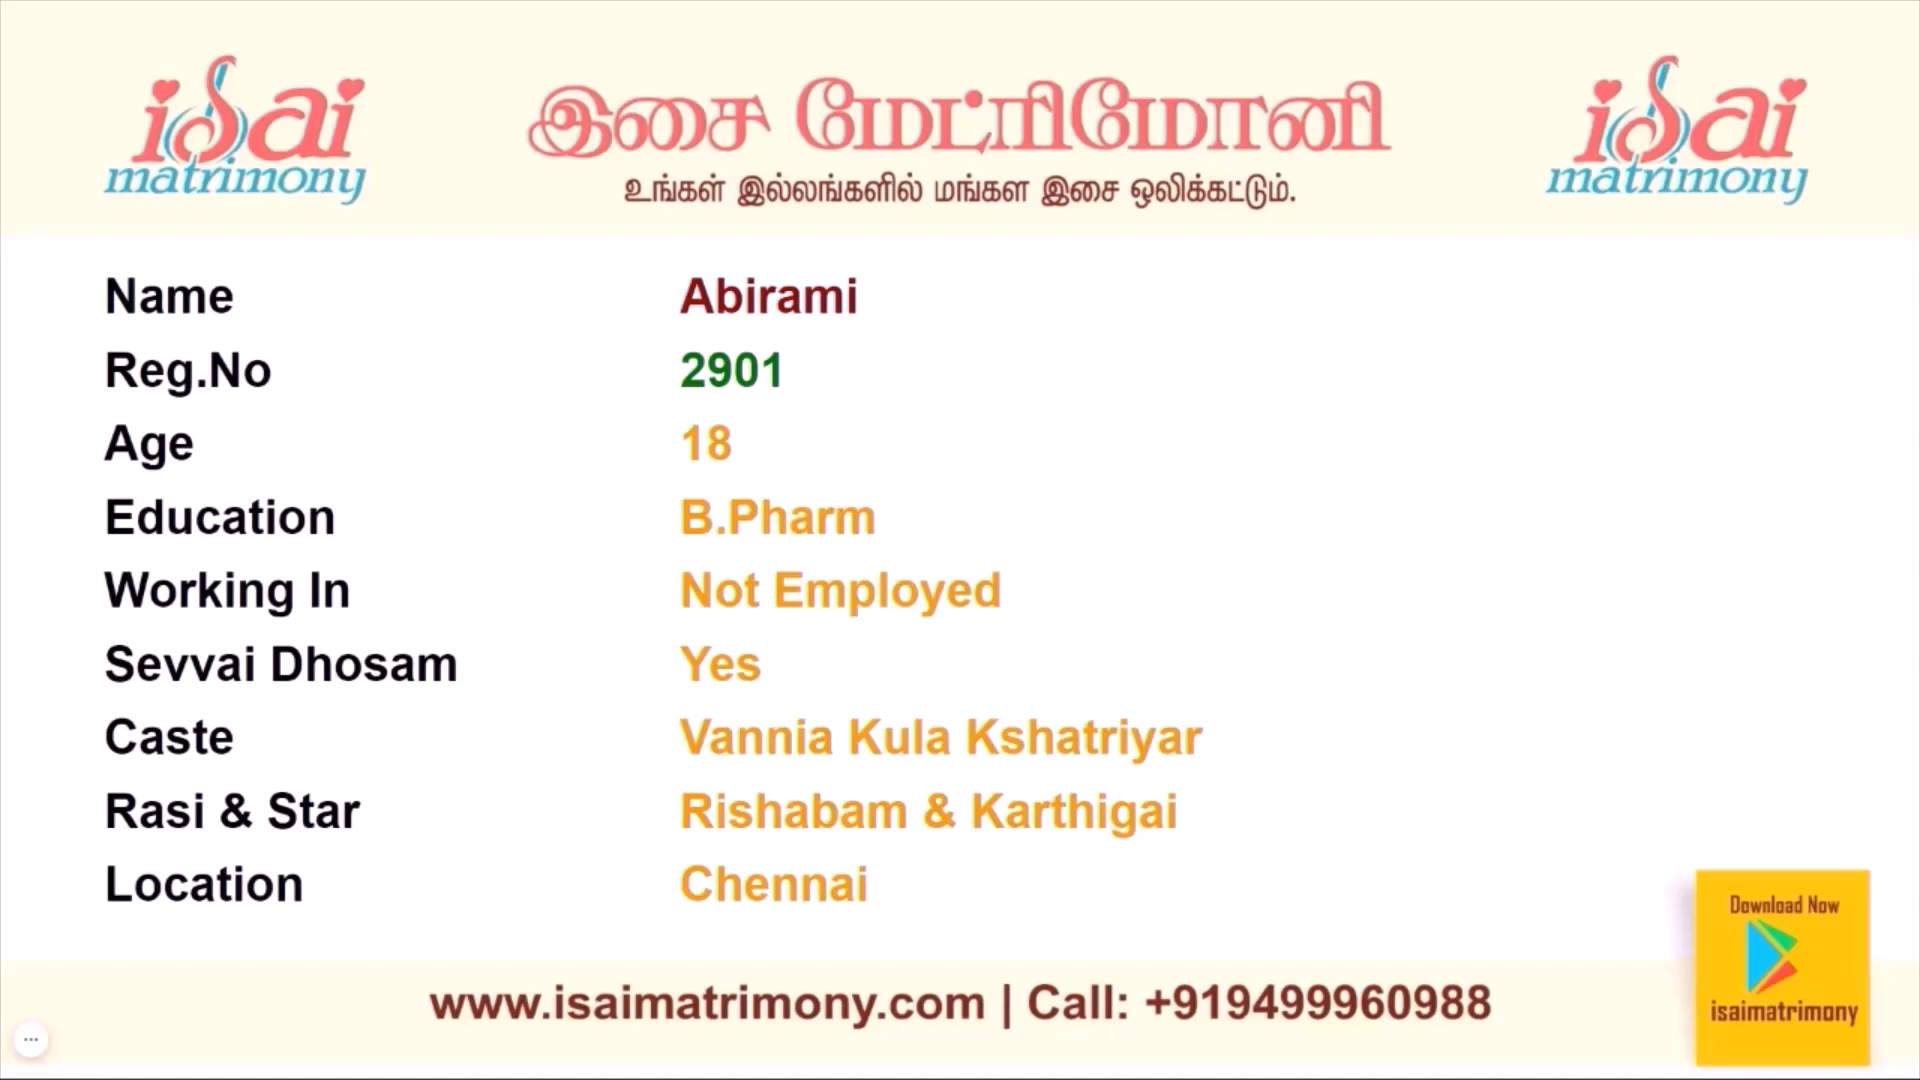 isai
matrimony
இசை மேட்ரிமோனி
உங்கள் இல்லங்களில் மங்கள இசை ஒலிக்கட்டும்.
isai
matrimony
Name Abirami
Reg.No 2901
Age 18
Education B.Pharm
Working In Not Employed
Sevvai Dhosam Yes
Caste Vannia Kula Kshatriyar
Rasi & Star Rishabam & Karthigai
Location Chennai
Download Now
isaimatrimony
www.isaimatrimony.com | Call: +919499960988